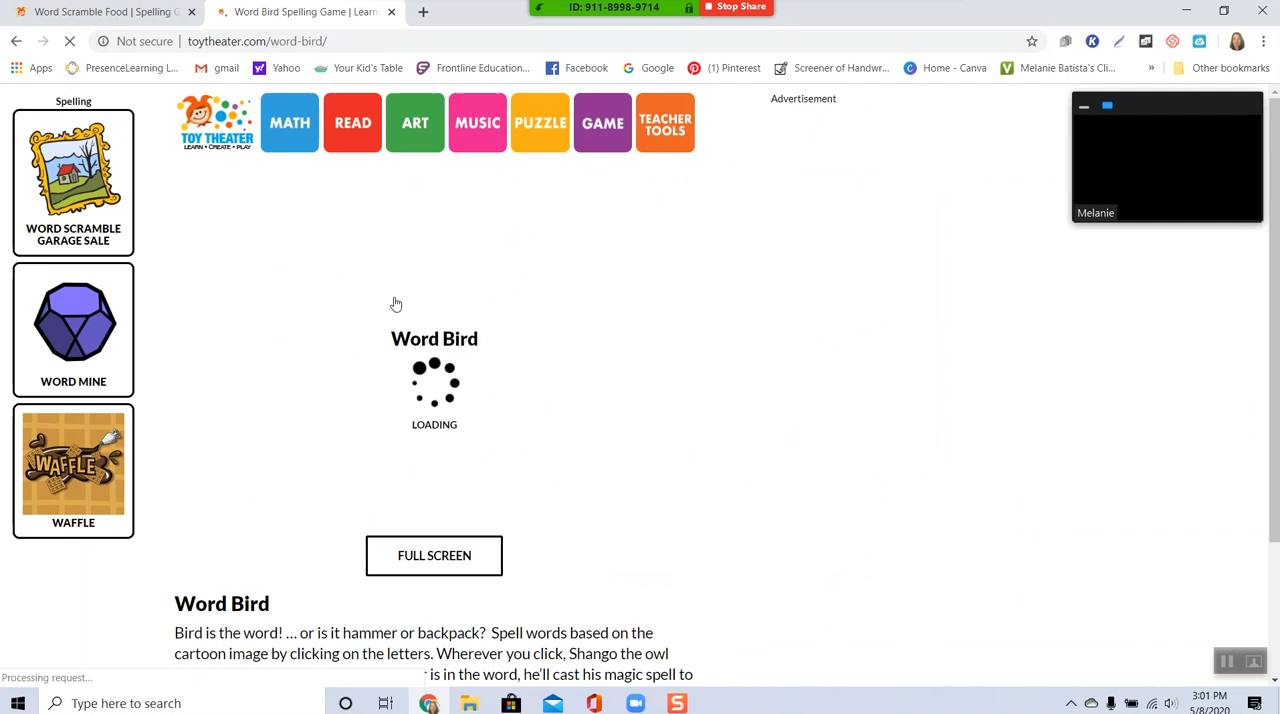 Word Scramble Food | Spelling G
Word Bird Spelling Game | Learni
ID: 911-8998-9714
Stop Share
Not secure | toytheater.com/word-bird/
Apps
PresenceLearning L...
gmail
Yahoo
Your Kid's Table
Frontline Education...
Facebook
Google
(1) Pinterest
Screener of Handwr...
Home - Canva
Melanie Batista's Cli...
»
Other bookmarks
Spelling
WORD SCRAMBLE
GARAGE SALE
WORD MINE
WAFFLE
WAFFLE
TOY THEATER
LEARN • CREATE • PLAY
MATH
READ
ART
MUSIC
PUZZLE
GAME
TEACHER
TOOLS
Advertisement
Melanie
Word Bird
LOADING
FULL SCREEN
Word Bird
Bird is the word! ... or is it hammer or backpack? Spell words based on the
cartoon image by clicking on the letters. Wherever you click, Shango the owl
r is in the word, he'll cast his magic spell to
Processing request...
Type here to search
3:01 PM
5/8/2020